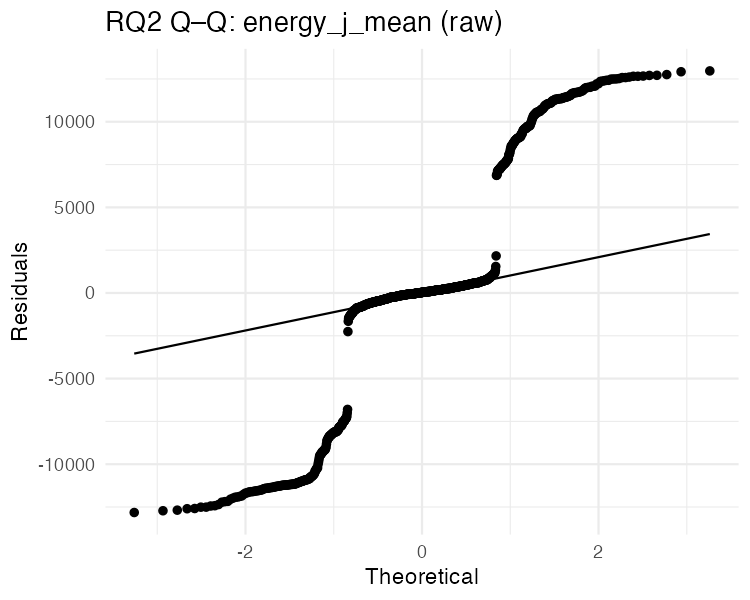 RQ2 Q–Q: energy_j_mean (raw)
10000
5000
0
-5000
-10000
Residuals
-2 0 2
Theoretical